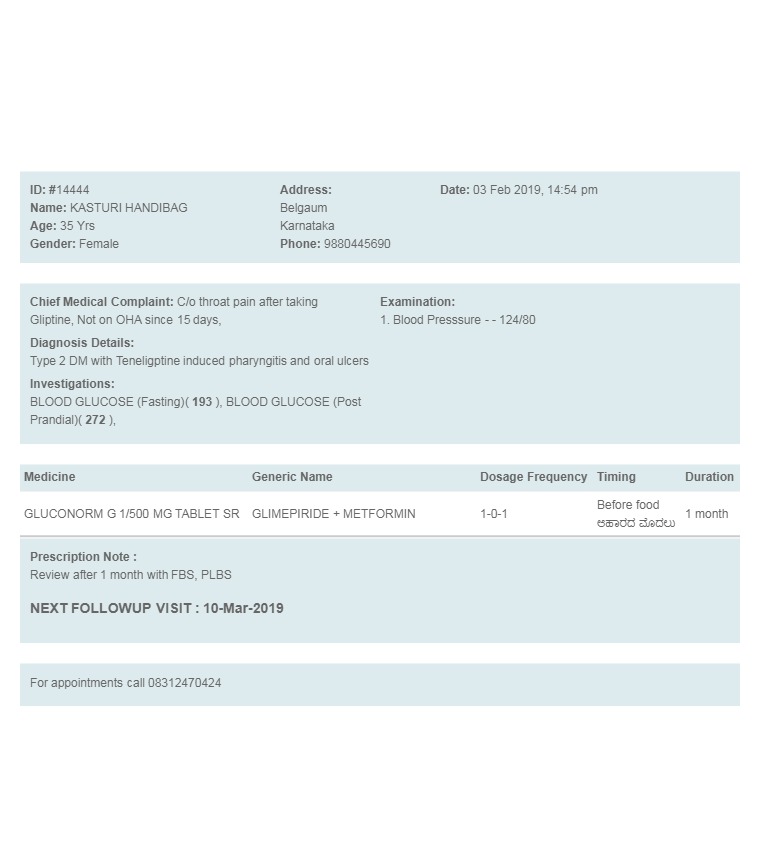 ID: #14444
Name: KASTURI HANDIBAG
Age: 35 Yrs
Gender: Female
Address:
Belgaum
Karnataka
Phone: 9880445690
Date: 03 Feb 2019, 14:54 pm
Chief Medical Complaint: C/o throat pain after taking
Gliptine, Not on OHA since 15 days,
Diagnosis Details:
Type 2 DM with Teneligptine induced pharyngitis and oral ulcers
Investigations:
BLOOD GLUCOSE (Fasting)( 193 ), BLOOD GLUCOSE (Post
Prandial)( 272 ),
Examination:
1. Blood Presssure - - 124/80
Medicine Generic Name Dosage Frequency Timing Duration
GLUCONORM G 1/500 MG TABLET SR GLIMEPIRIDE + METFORMIN 1-0-1 Before food 1 month
ಅಹಾರದ ಮೊದಲು
Prescription Note :
Review after 1 month with FBS, PLBS
NEXT FOLLOWUP VISIT : 10-Mar-2019
For appointments call 08312470424